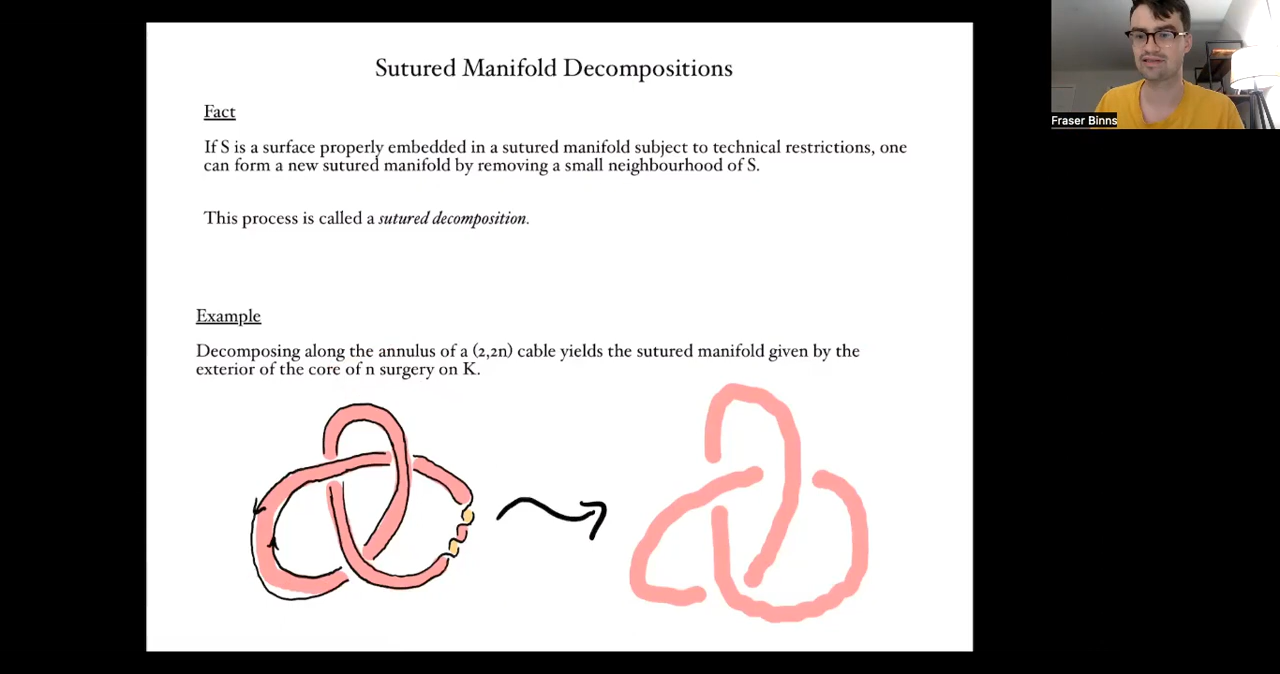 Sutured Manifold Decompositions
Fact
If S is a surface properly embedded in a sutured manifold subject to technical restrictions, one
can form a new sutured manifold by removing a small neighbourhood of S.
This process is called a sutured decomposition.
Example
Decomposing along the annulus of a (2,2n) cable yields the sutured manifold given by the
exterior of the core of n surgery on K.
Fraser Binns